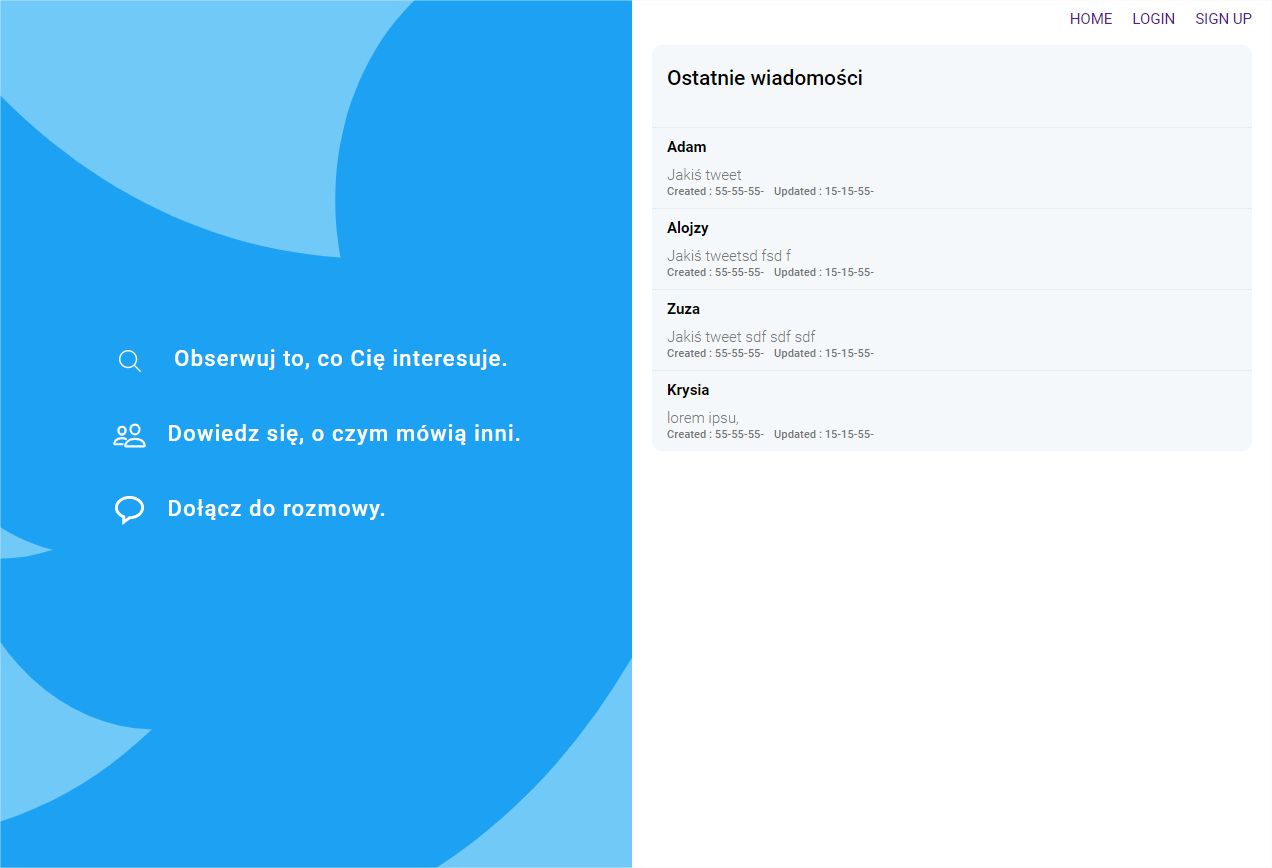 Obserwuj to, co Cię interesuje.
Dowiedz się, o czym mówią inni.
Dołącz do rozmowy.
HOME LOGIN SIGN UP
Ostatnie wiadomości
Adam
Jakiś tweet
Created : 55-55-55- Updated : 15-15-55-
Alojzy
Jakiś tweetsd fsd f
Created : 55-55-55- Updated : 15-15-55-
Zuza
Jakiś tweet sdf sdf sdf
Created : 55-55-55- Updated : 15-15-55-
Krysia
lorem ipsu,
Created : 55-55-55- Updated : 15-15-55-